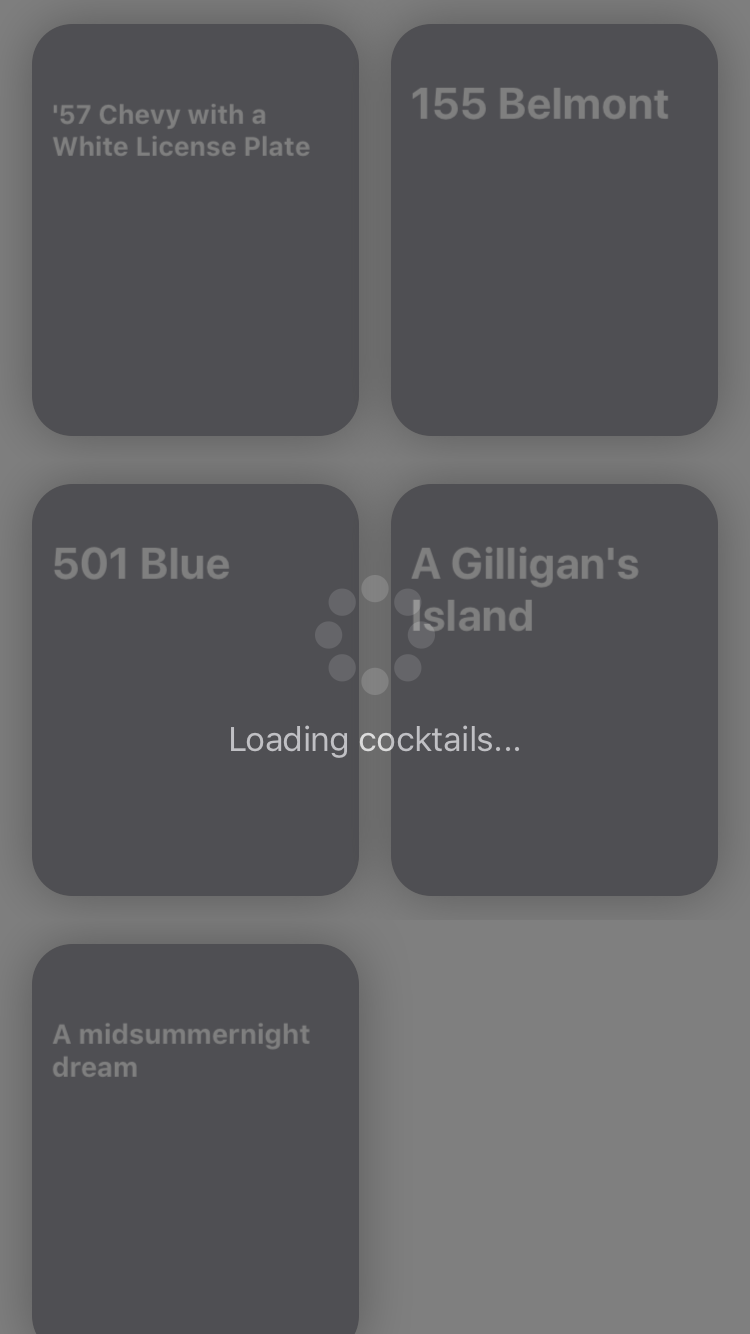 '57 Chevy with a
White License Plate
155 Belmont
501 Blue
A Gilligan's
Island
Loading cocktails...
A midsummernight
dream